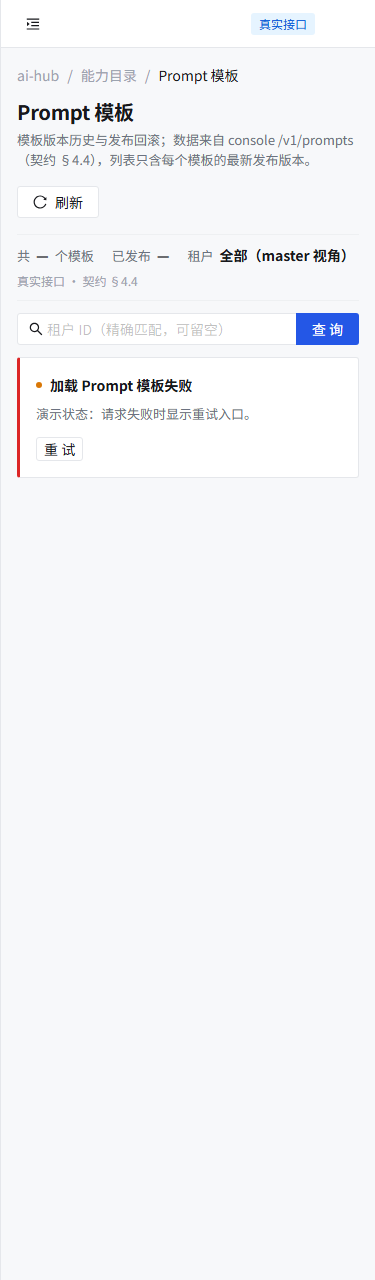 真实接口
ai-hub / 能力目录 / Prompt 模板
Prompt 模板
模板版本历史与发布回滚；数据来自 console /v1/prompts
（契约 §4.4），列表只含每个模板的最新发布版本。
刷新
共 — 个模板 已发布 — 租户 全部（master 视角）
真实接口 · 契约 §4.4
租户 ID（精确匹配，可留空） 查 询
加载 Prompt 模板失败
演示状态：请求失败时显示重试入口。
重 试